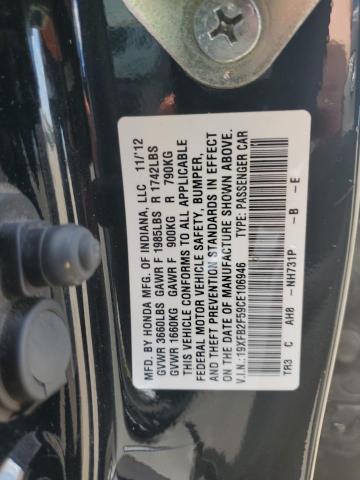 MFD. BY HONDA MFG. OF INDIANA, LLC 11/'12
GVWR 3660LBS GAWR F 1985LBS R 1742LBS
GVWR 1660KG GAWR F 900KG R 790KG
THIS VEHICLE CONFORMS TO ALL APPLICABLE
FEDERAL MOTOR VEHICLE SAFETY, BUMPER,
AND THEFT PREVENTION STANDARDS IN EFFECT
ON THE DATE OF MANUFACTURE SHOWN ABOVE.
V.I.N.:19XFB2F59CE106946 TYPE: PASSENGER CAR
TR3 C AH8 -NH731P -B -E